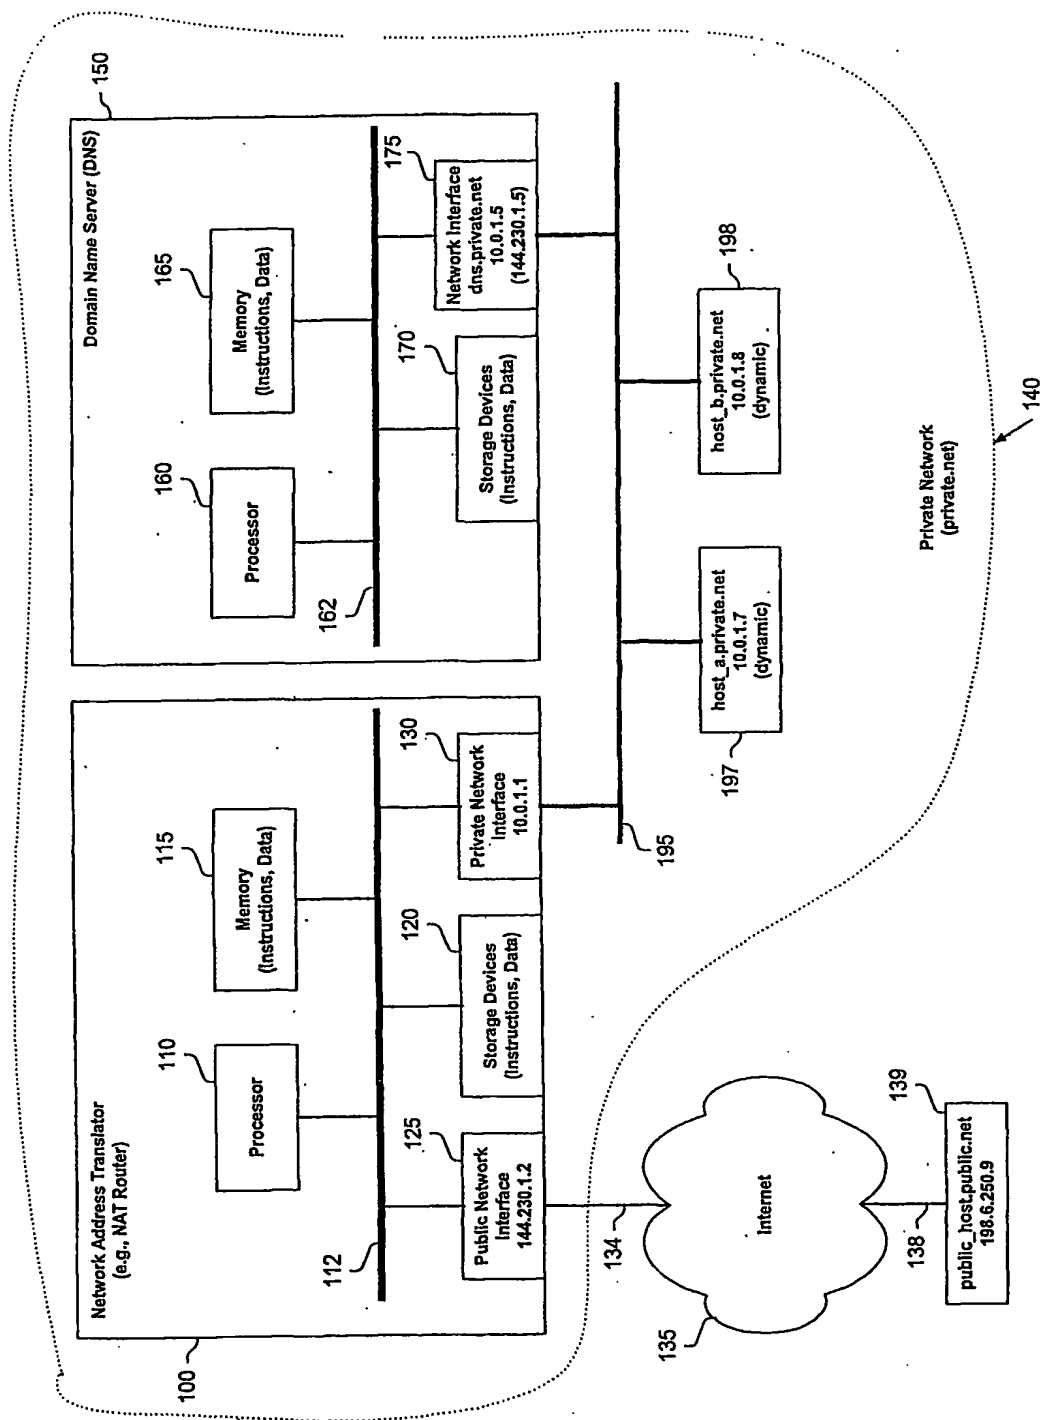 Network Address Translator
(e.g., NAT Router)
100
Processor
110
Memory
(Instructions, Data)
115
112
Public Network
Interface
144.230.1.2
125
Storage Devices
(Instructions, Data)
120
Private Network
Interface
10.0.1.1
130
Domain Name Server (DNS)
150
Processor
160
Memory
(Instructions, Data)
165
162
Storage Devices
(Instructions, Data)
170
Network Interface
dns.private.net
10.0.1.5
(144.230.1.5)
175
134
Internet
135
138
public_host.public.net
198.6.250.9
139
195
host_a.private.net
10.0.1.7
(dynamic)
197
host_b.private.net
10.0.1.8
(dynamic)
198
Private Network
(private.net)
140